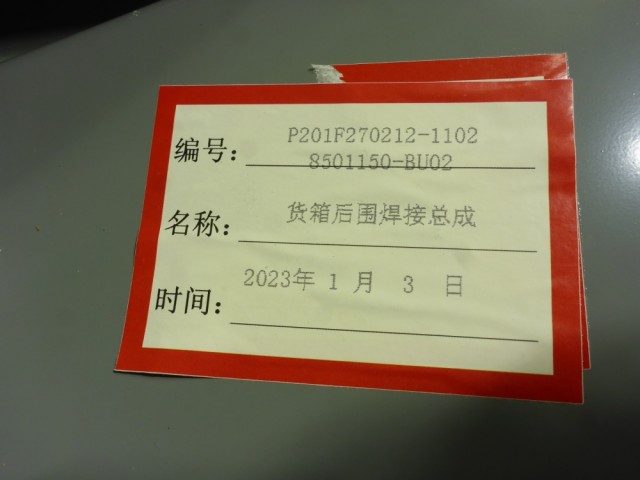 编号: P201F270212-1102
8501150-BU02
名称: 货箱后围焊接总成
时间: 2023年 1 月 3 日